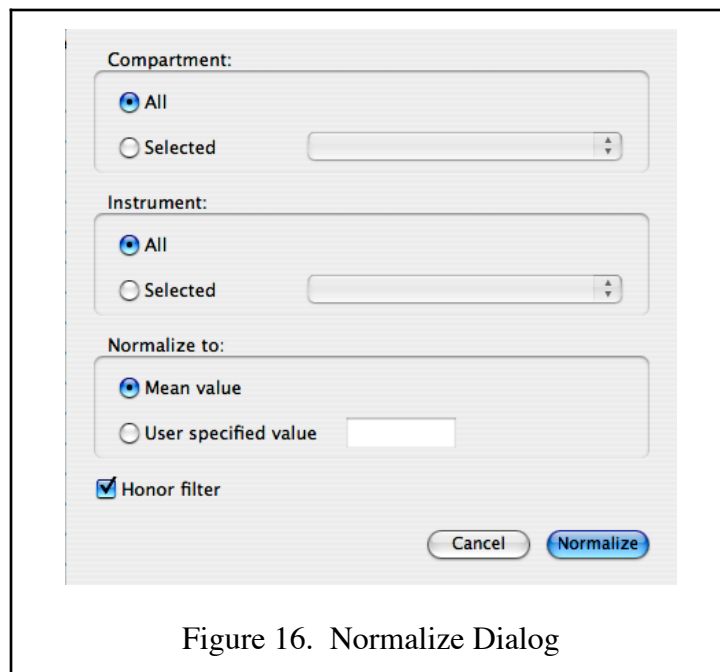 Compartment:
All
Selected
Instrument:
All
Selected
Normalize to:
Mean value
User specified value
Honor filter
Cancel Normalize
Figure 16.  Normalize Dialog